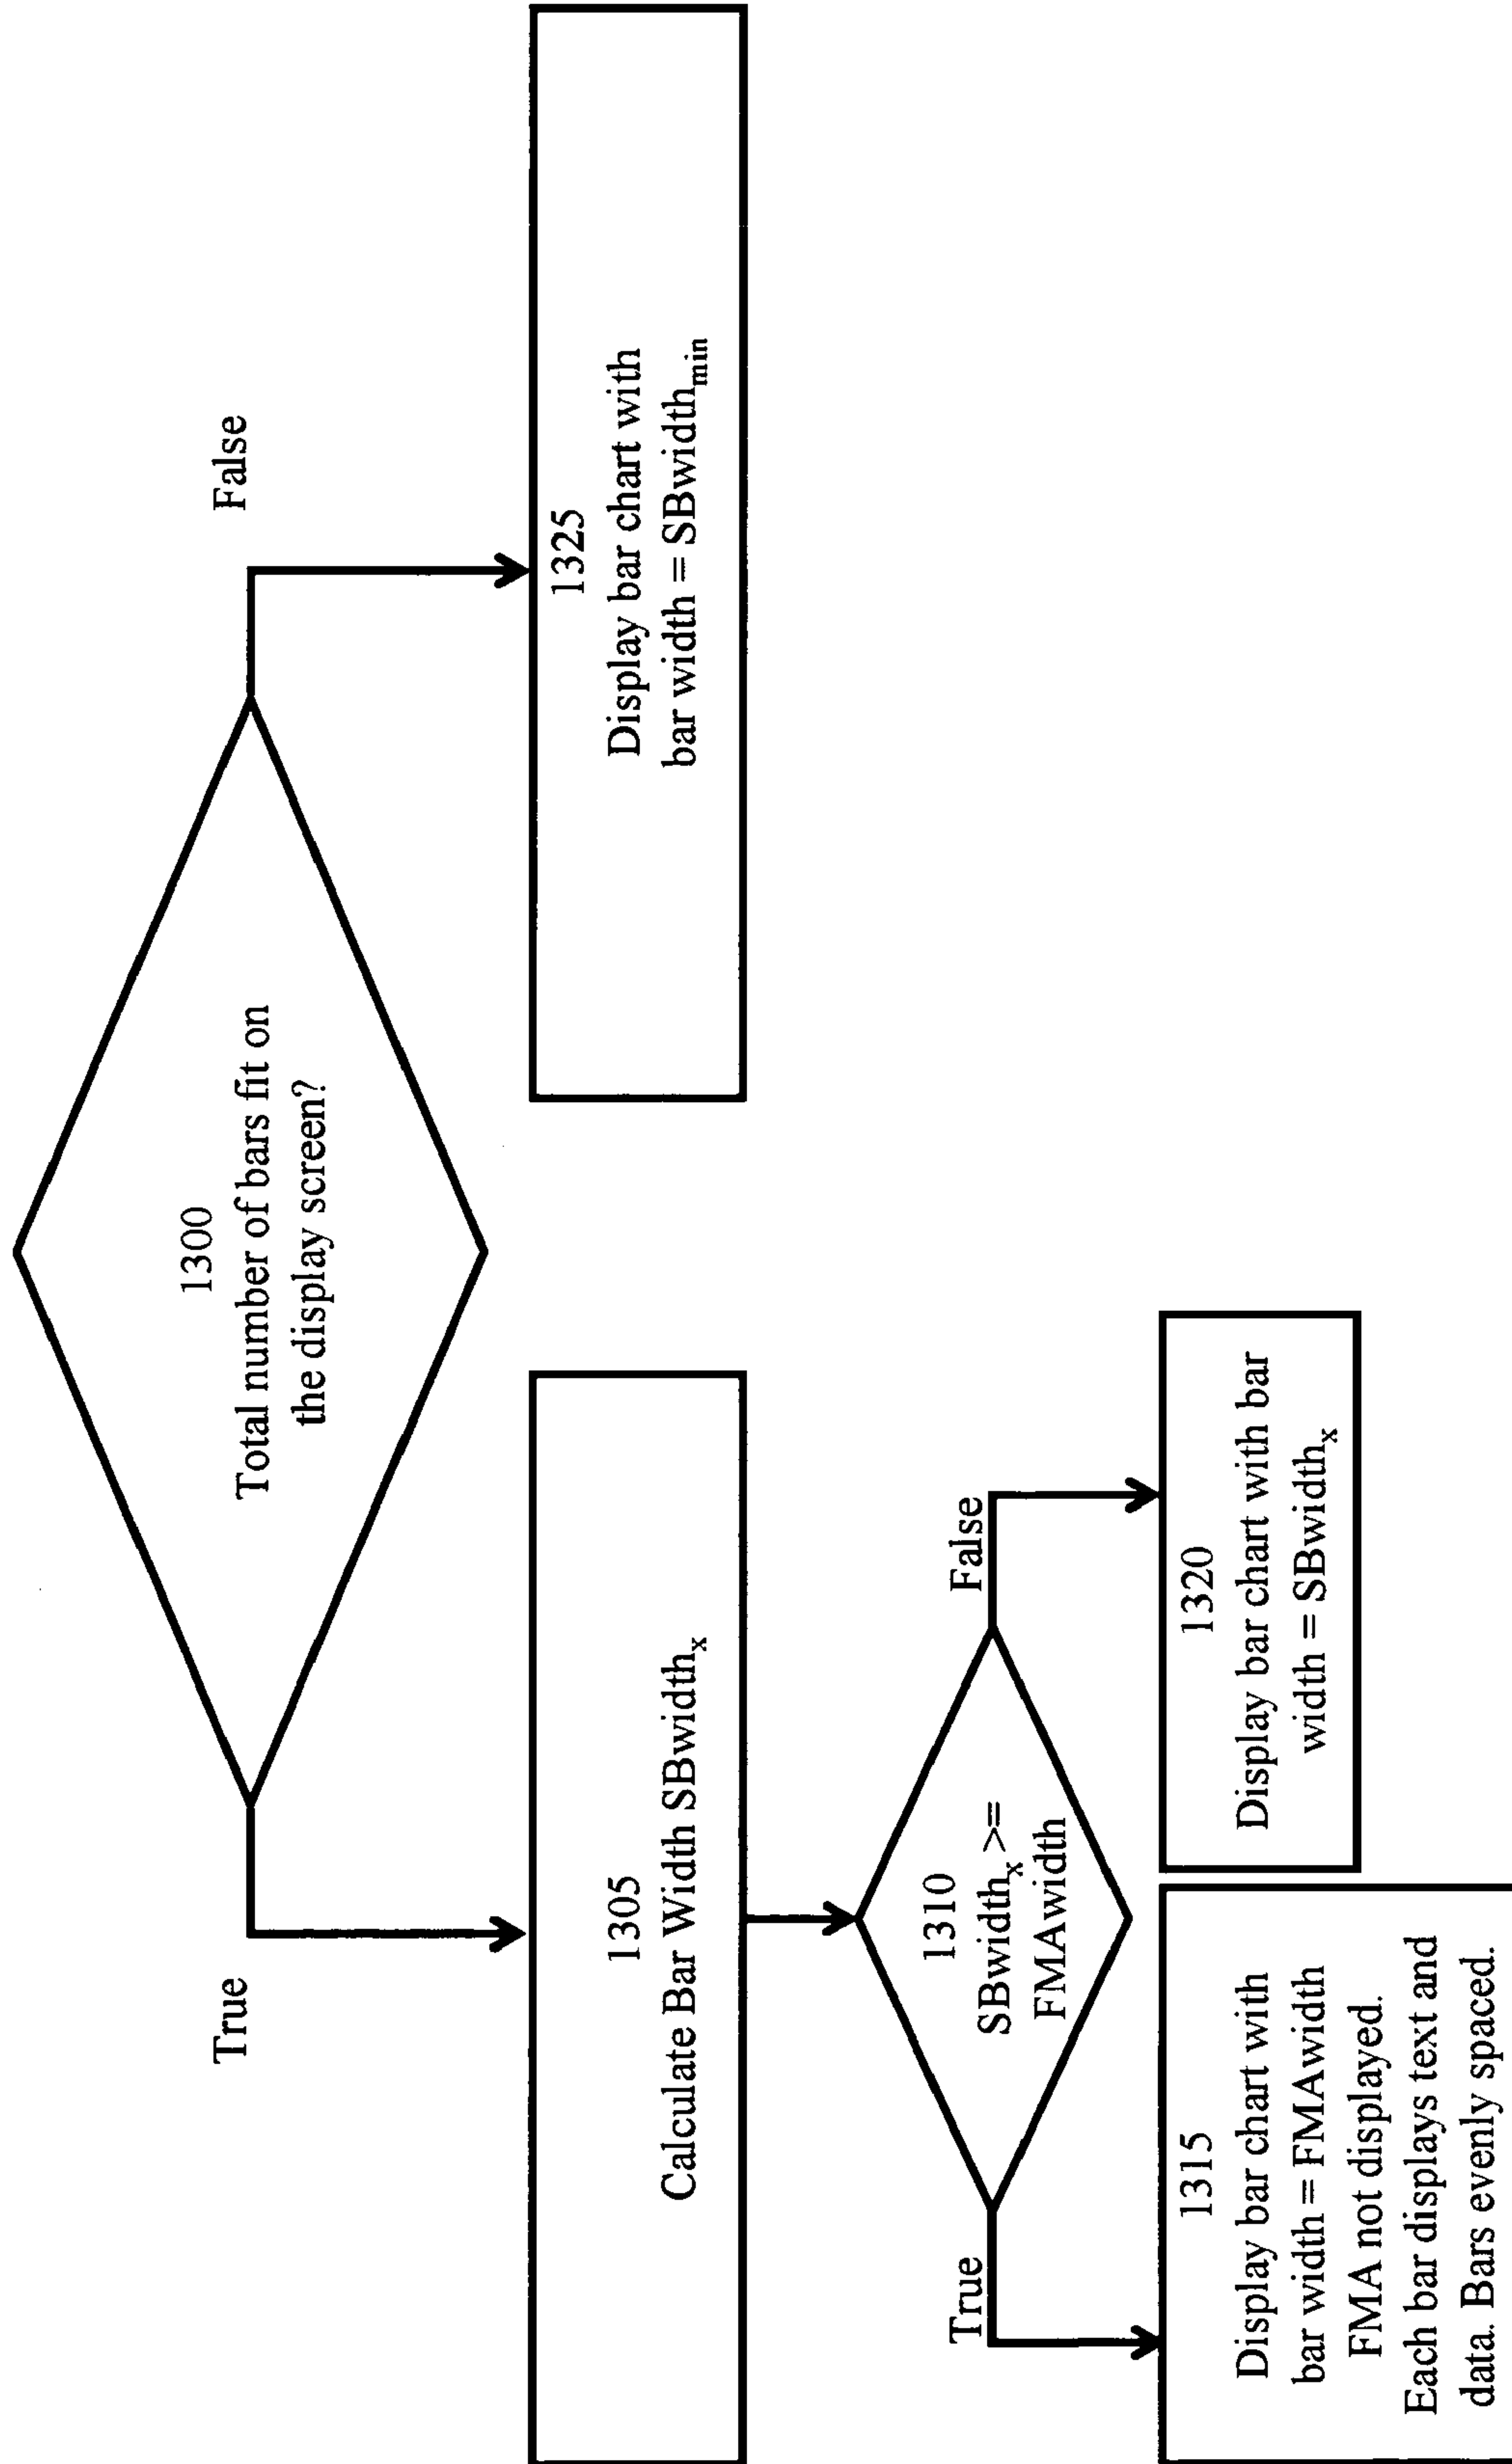 1300
Total number of bars fit on
the display screen?
True
False
1305
Calculate Bar Width SBwidthₓ
1325
Display bar chart with
bar width = SBwidthmin
1310
SBwidthₓ >=
FMAwidth
True
False
1315
Display bar chart with
bar width = FMAwidth
FMA not displayed.
Each bar displays text and
data. Bars evenly spaced.
1320
Display bar chart with bar
width = SBwidthₓ